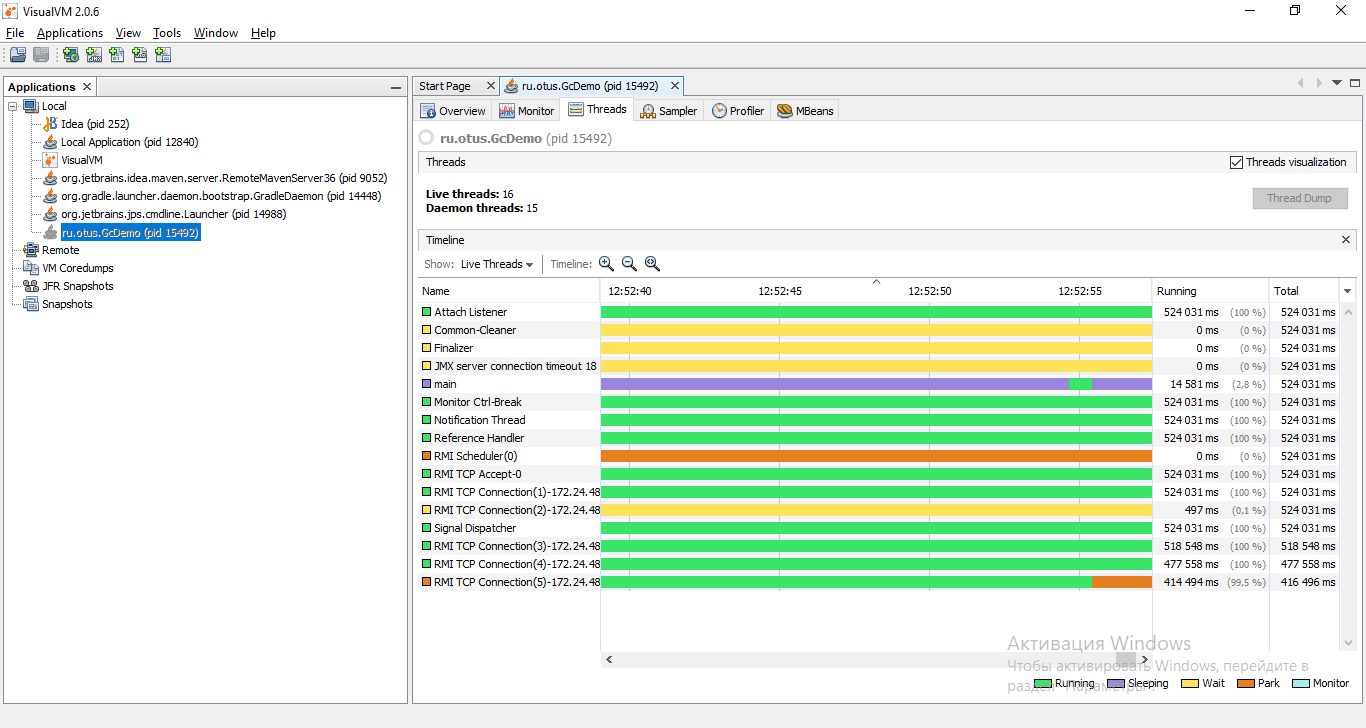 VisualVM 2.0.6
File Applications View Tools Window Help
Applications
Local
Idea (pid 252)
Local Application (pid 12840)
VisualVM
org.jetbrains.idea.maven.server.RemoteMavenServer36 (pid 9052)
org.gradle.launcher.daemon.bootstrap.GradleDaemon (pid 14448)
org.jetbrains.jps.cmdline.Launcher (pid 14988)
ru.otus.GcDemo (pid 15492)
Remote
VM Coredumps
JFR Snapshots
Snapshots
Start Page ru.otus.GcDemo (pid 15492)
Overview Monitor Threads Sampler Profiler MBeans
ru.otus.GcDemo (pid 15492)
Threads Threads visualization
Live threads: 16
Daemon threads: 15
Thread Dump
Timeline
Show: Live Threads Timeline:
Name 12:52:40 12:52:45 12:52:50 12:52:55 Running Total
Attach Listener 524 031 ms (100 %) 524 031 ms
Common-Cleaner 0 ms (0 %) 524 031 ms
Finalizer 0 ms (0 %) 524 031 ms
JMX server connection timeout 18 0 ms (0 %) 524 031 ms
main 14 581 ms (2,8 %) 524 031 ms
Monitor Ctrl-Break 524 031 ms (100 %) 524 031 ms
Notification Thread 524 031 ms (100 %) 524 031 ms
Reference Handler 524 031 ms (100 %) 524 031 ms
RMI Scheduler(0) 0 ms (0 %) 524 031 ms
RMI TCP Accept-0 524 031 ms (100 %) 524 031 ms
RMI TCP Connection(1)-172.24.48 524 031 ms (100 %) 524 031 ms
RMI TCP Connection(2)-172.24.48 497 ms (0,1 %) 524 031 ms
Signal Dispatcher 524 031 ms (100 %) 524 031 ms
RMI TCP Connection(3)-172.24.48 518 548 ms (100 %) 518 548 ms
RMI TCP Connection(4)-172.24.48 477 558 ms (100 %) 477 558 ms
RMI TCP Connection(5)-172.24.48 414 494 ms (99,5 %) 416 496 ms
Активация Windows
Чтобы активировать Windows, перейдите в
раздел "Параметры".
Running Sleeping Wait Park Monitor